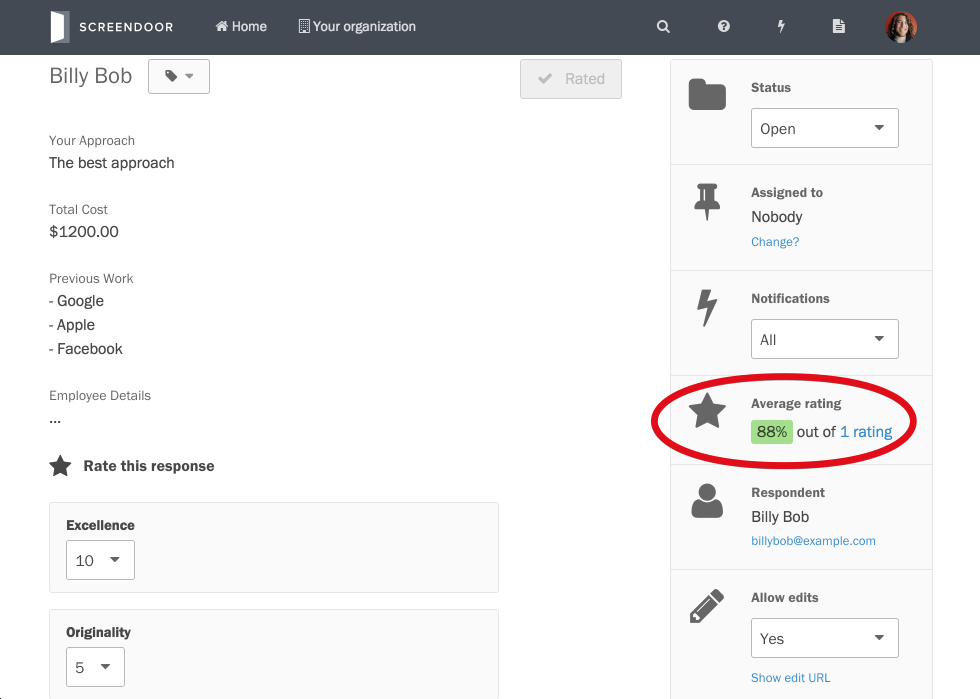 SCREENDOOR
Home
Your organization
Billy Bob
Rated
Your Approach
The best approach
Total Cost
$1200.00
Previous Work
- Google
- Apple
- Facebook
Employee Details
...
Rate this response
Excellence
10
Originality
5
Status
Open
Assigned to
Nobody
Change?
Notifications
All
Average rating
88% out of 1 rating
Respondent
Billy Bob
billybob@example.com
Allow edits
Yes
Show edit URL